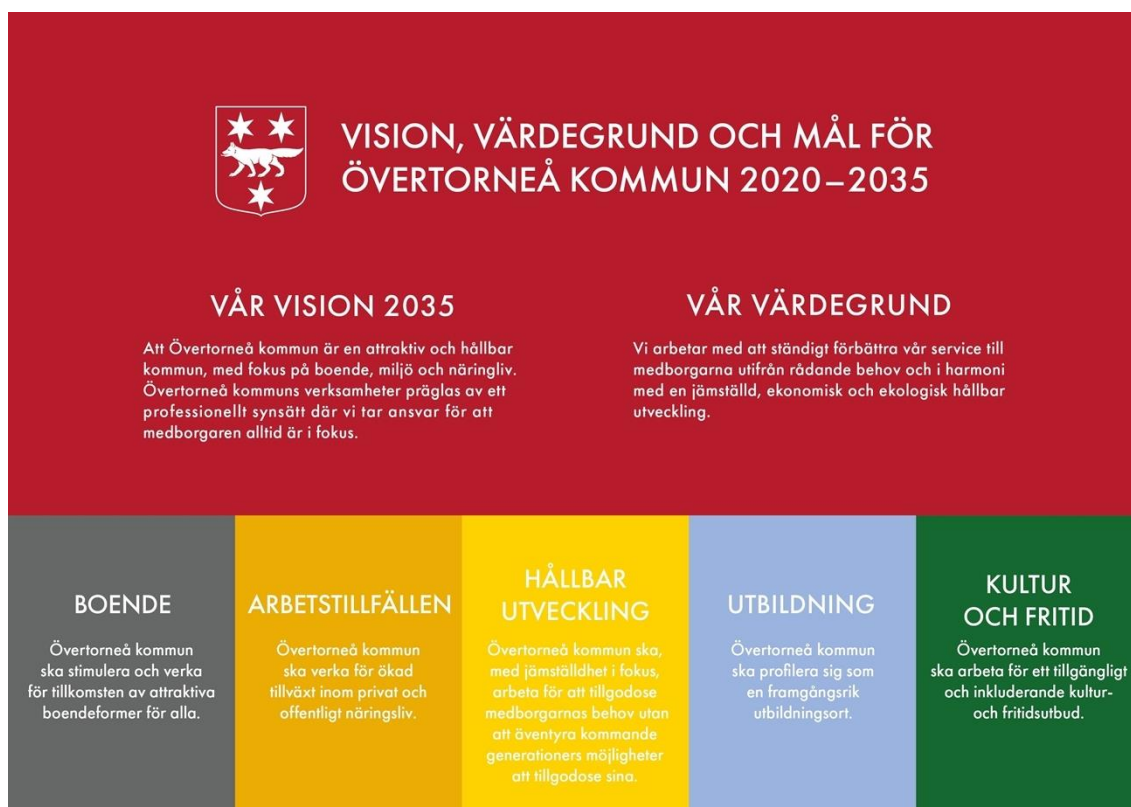 VISION, VÄRDEGRUND OCH MÅL FÖR
ÖVERTORNEÅ KOMMUN 2020–2035
VÅR VISION 2035
Att Övertorneå kommun är en attraktiv och hållbar
kommun, med fokus på boende, miljö och näringliv.
Övertorneå kommuns verksamheter präglas av ett
professionellt synsätt där vi tar ansvar för att
medborgaren alltid är i fokus.
VÅR VÄRDEGRUND
Vi arbetar med att ständigt förbättra vår service till
medborgarna utifrån rådande behov och i harmoni
med en jämställd, ekonomisk och ekologisk hållbar
utveckling.
BOENDE
Övertorneå kommun
ska stimulera och verka
för tillkomsten av attraktiva
boendeformer för alla.
ARBETSTILLFÄLLEN
Övertorneå kommun
ska verka för ökad
tillväxt inom privat och
offentligt näringsliv.
HÅLLBAR
UTVECKLING
Övertorneå kommun ska,
med jämställdhet i fokus,
arbeta för att tillgodose
medborgarnas behov utan
att äventyra kommande
generationers möjligheter
att tillgodose sina.
UTBILDNING
Övertorneå kommun
ska profilera sig som
en framgångsrik
utbildningsort.
KULTUR
OCH FRITID
Övertorneå kommun
ska arbeta för ett tillgängligt
och inkluderande kultur-
och fritidsutbud.